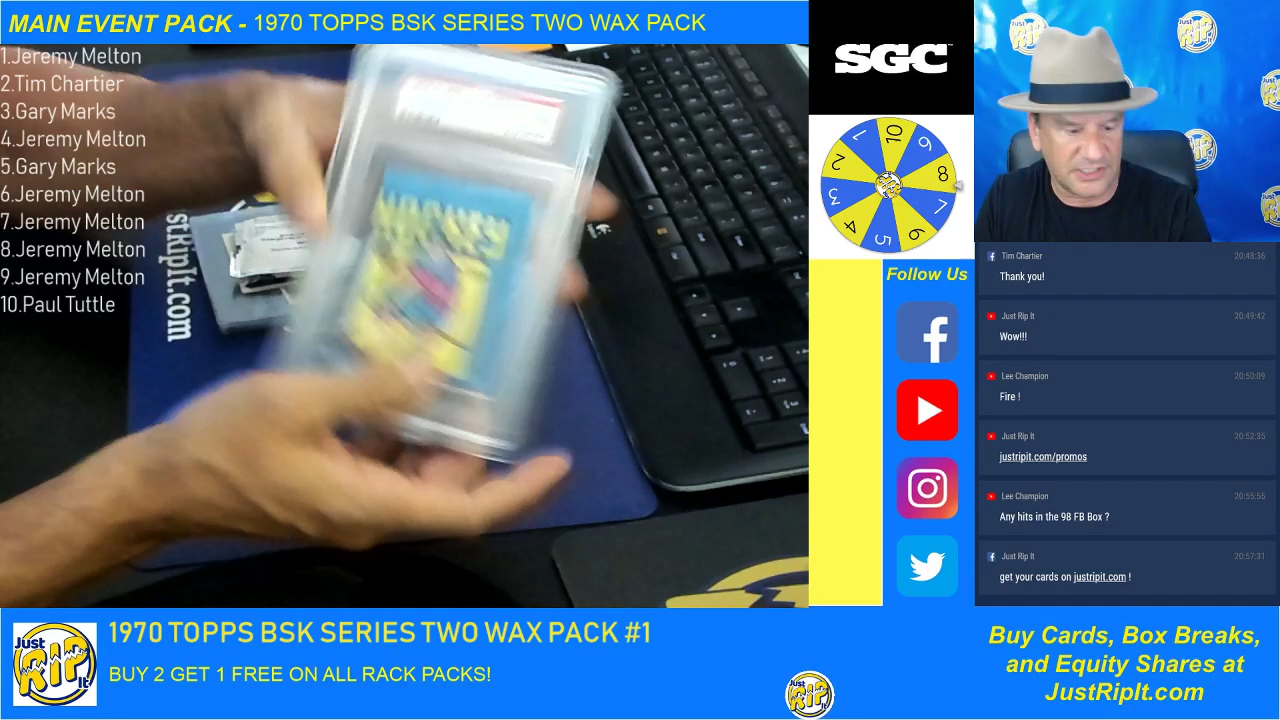 MAIN EVENT PACK - 1970 TOPPS BSK SERIES TWO WAX PACK
1.Jeremy Melton
2.Tim Chartier
3.Gary Marks
4.Jeremy Melton
5.Gary Marks
6.Jeremy Melton
7.Jeremy Melton
8.Jeremy Melton
9.Jeremy Melton
10.Paul Tuttle
stRipIt.com
HOCKEY
SGC
1
10
9
8
7
6
5
4
3
2
Follow Us
Tim Chartier 20:48:36
Thank you!
Just Rip It 20:49:42
Wow!!!
Lee Champion 20:50:09
Fire !
Just Rip It 20:52:35
justripit.com/promos
Lee Champion 20:55:55
Any hits in the 98 FB Box ?
Just Rip It 20:57:31
get your cards on justripit.com !
Just
RIP
It
1970 TOPPS BSK SERIES TWO WAX PACK #1
BUY 2 GET 1 FREE ON ALL RACK PACKS!
Just
RIP
It
Buy Cards, Box Breaks,
and Equity Shares at
JustRipIt.com